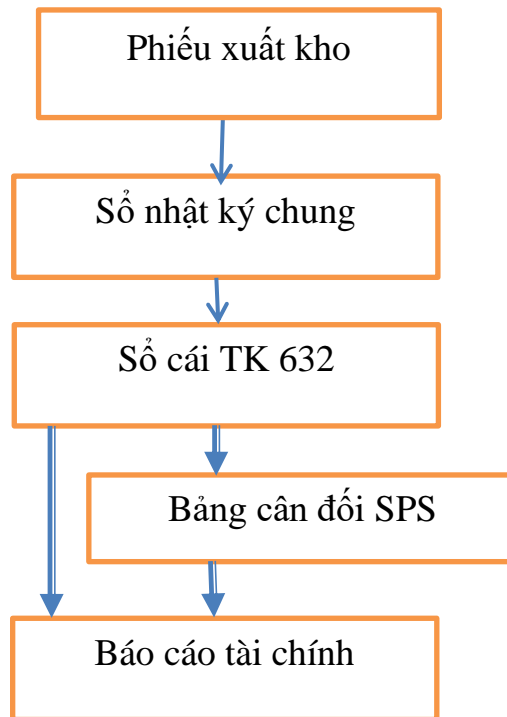 Phiếu xuất kho
Sổ nhật ký chung
Sổ cái TK 632
Bảng cân đối SPS
Báo cáo tài chính